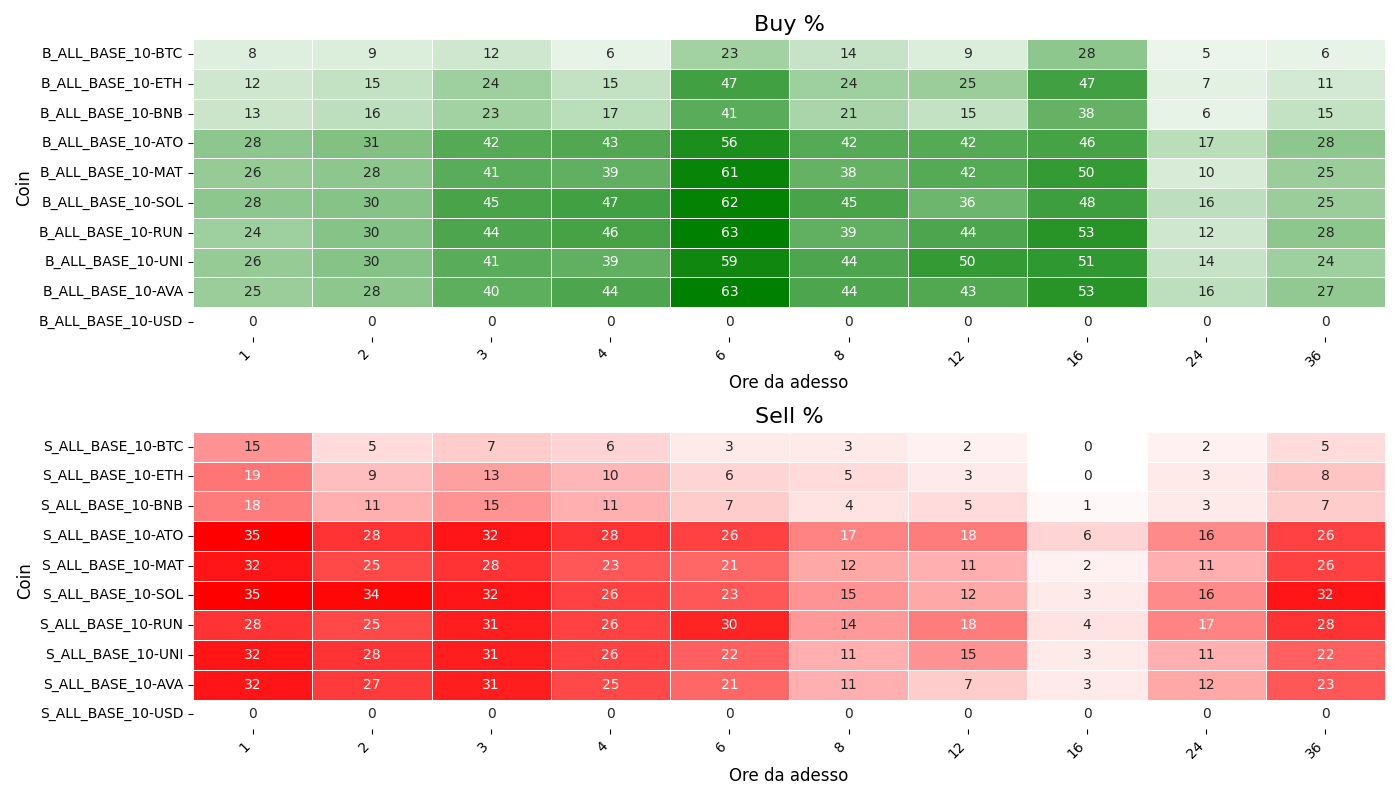 Buy %
Coin
B_ALL_BASE_10-BTC 8 9 12 6 23 14 9 28 5 6
B_ALL_BASE_10-ETH 12 15 24 15 47 24 25 47 7 11
B_ALL_BASE_10-BNB 13 16 23 17 41 21 15 38 6 15
B_ALL_BASE_10-ATO 28 31 42 43 56 42 42 46 17 28
B_ALL_BASE_10-MAT 26 28 41 39 61 38 42 50 10 25
B_ALL_BASE_10-SOL 28 30 45 47 62 45 36 48 16 25
B_ALL_BASE_10-RUN 24 30 44 46 63 39 44 53 12 28
B_ALL_BASE_10-UNI 26 30 41 39 59 44 50 51 14 24
B_ALL_BASE_10-AVA 25 28 40 44 63 44 43 53 16 27
B_ALL_BASE_10-USD 0 0 0 0 0 0 0 0 0 0
1 2 3 4 6 8 12 16 24 36
Ore da adesso
Sell %
Coin
S_ALL_BASE_10-BTC 15 5 7 6 3 3 2 0 2 5
S_ALL_BASE_10-ETH 19 9 13 10 6 5 3 0 3 8
S_ALL_BASE_10-BNB 18 11 15 11 7 4 5 1 3 7
S_ALL_BASE_10-ATO 35 28 32 28 26 17 18 6 16 26
S_ALL_BASE_10-MAT 32 25 28 23 21 12 11 2 11 26
S_ALL_BASE_10-SOL 35 34 32 26 23 15 12 3 16 32
S_ALL_BASE_10-RUN 28 25 31 26 30 14 18 4 17 28
S_ALL_BASE_10-UNI 32 28 31 26 22 11 15 3 11 22
S_ALL_BASE_10-AVA 32 27 31 25 21 11 7 3 12 23
S_ALL_BASE_10-USD 0 0 0 0 0 0 0 0 0 0
1 2 3 4 6 8 12 16 24 36
Ore da adesso